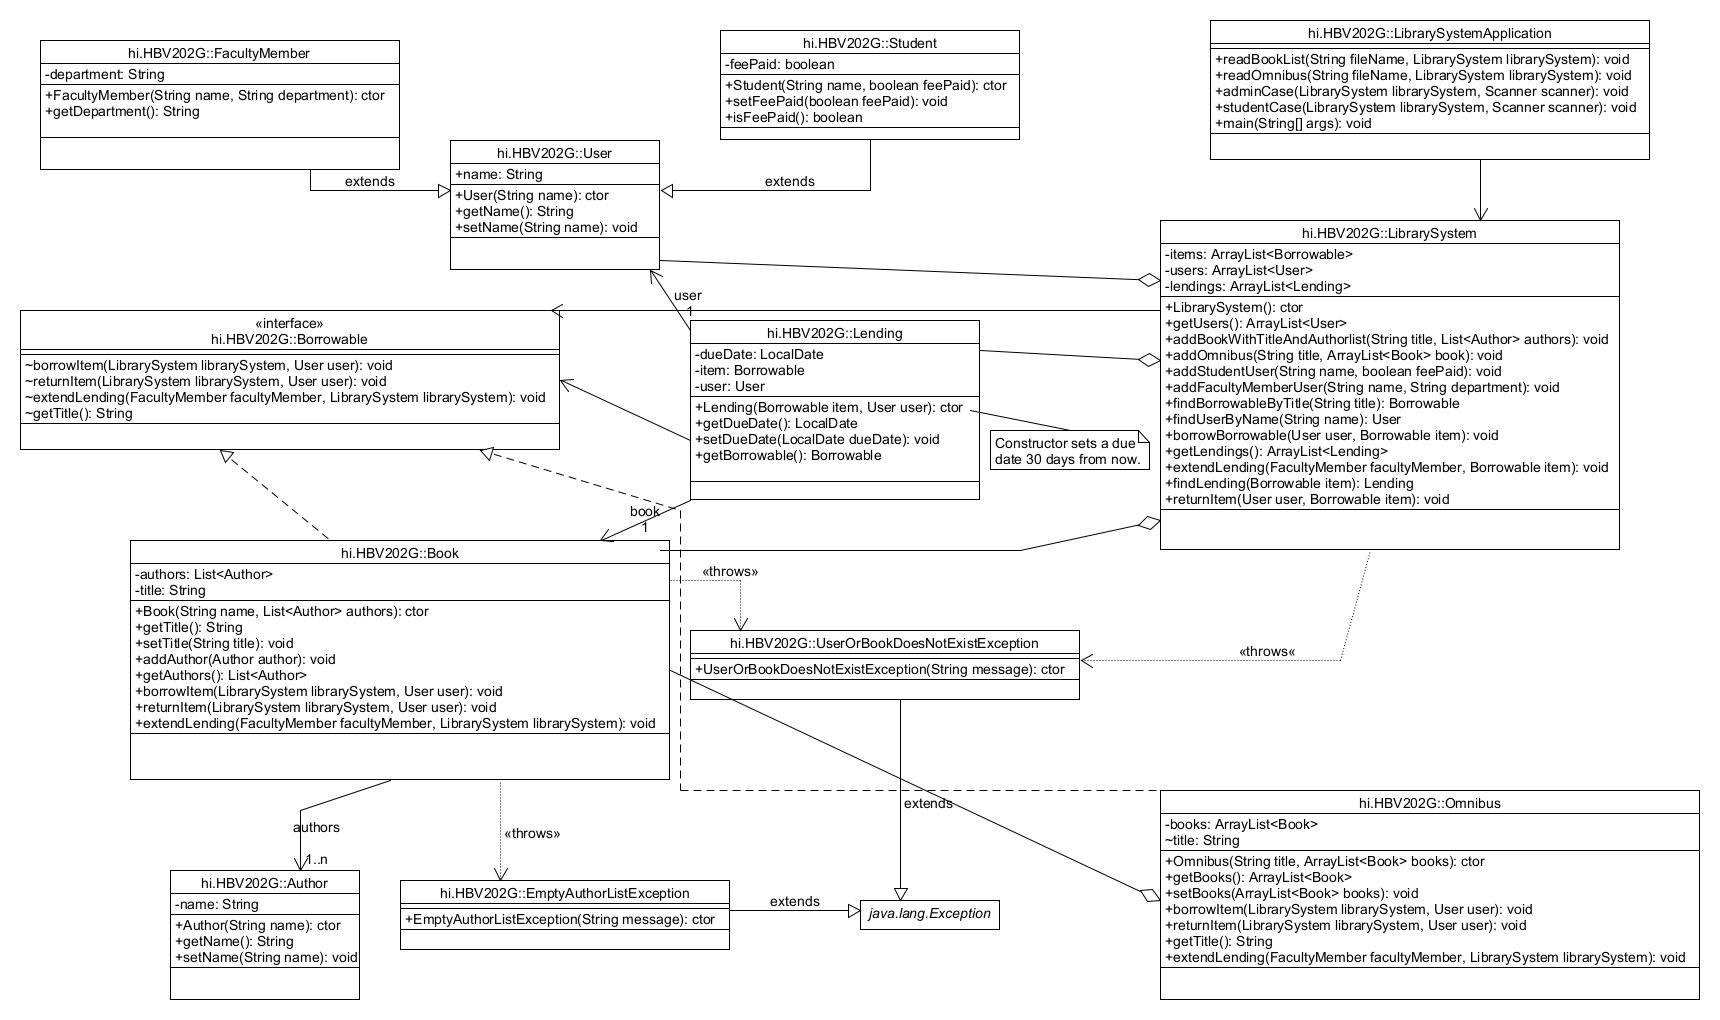 hi.HBV202G::FacultyMember
-department: String
+FacultyMember(String name, String department): ctor
+getDepartment(): String
hi.HBV202G::Student
-feePaid: boolean
+Student(String name, boolean feePaid): ctor
+setFeePaid(boolean feePaid): void
+isFeePaid(): boolean
hi.HBV202G::LibrarySystemApplication
+readBookList(String fileName, LibrarySystem librarySystem): void
+readOmnibus(String fileName, LibrarySystem librarySystem): void
+adminCase(LibrarySystem librarySystem, Scanner scanner): void
+studentCase(LibrarySystem librarySystem, Scanner scanner): void
+main(String[] args): void
extends
hi.HBV202G::User
+name: String
+User(String name): ctor
+getName(): String
+setName(String name): void
extends
hi.HBV202G::LibrarySystem
-items: ArrayList<Borrowable>
-users: ArrayList<User>
-lendings: ArrayList<Lending>
+LibrarySystem(): ctor
+getUsers(): ArrayList<User>
+addBookWithTitleAndAuthorlist(String title, List<Author> authors): void
+addOmnibus(String title, ArrayList<Book> book): void
+addStudentUser(String name, boolean feePaid): void
+addFacultyMemberUser(String name, String department): void
+findBorrowableByTitle(String title): Borrowable
+findUserByName(String name): User
+borrowBorrowable(User user, Borrowable item): void
+getLendings(): ArrayList<Lending>
+extendLending(FacultyMember facultyMember, Borrowable item): void
+findLending(Borrowable item): Lending
+returnItem(User user, Borrowable item): void
user
1
«interface»
hi.HBV202G::Borrowable
~borrowItem(LibrarySystem librarySystem, User user): void
~returnItem(LibrarySystem librarySystem, User user): void
~extendLending(FacultyMember facultyMember, LibrarySystem librarySystem): void
~getTitle(): String
hi.HBV202G::Lending
-dueDate: LocalDate
-item: Borrowable
-user: User
+Lending(Borrowable item, User user): ctor
+getDueDate(): LocalDate
+setDueDate(LocalDate dueDate): void
+getBorrowable(): Borrowable
Constructor sets a due
date 30 days from now.
book
1
hi.HBV202G::Book
-authors: List<Author>
-title: String
+Book(String name, List<Author> authors): ctor
+getTitle(): String
+setTitle(String title): void
+addAuthor(Author author): void
+getAuthors(): List<Author>
+borrowItem(LibrarySystem librarySystem, User user): void
+returnItem(LibrarySystem librarySystem, User user): void
+extendLending(FacultyMember facultyMember, LibrarySystem librarySystem): void
«throws»
hi.HBV202G::UserOrBookDoesNotExistException
+UserOrBookDoesNotExistException(String message): ctor
«throws«
extends
authors
1..n
«throws»
hi.HBV202G::Author
-name: String
+Author(String name): ctor
+getName(): String
+setName(String name): void
hi.HBV202G::EmptyAuthorListException
+EmptyAuthorListException(String message): ctor
extends
java.lang.Exception
hi.HBV202G::Omnibus
-books: ArrayList<Book>
~title: String
+Omnibus(String title, ArrayList<Book> books): ctor
+getBooks(): ArrayList<Book>
+setBooks(ArrayList<Book> books): void
+borrowItem(LibrarySystem librarySystem, User user): void
+returnItem(LibrarySystem librarySystem, User user): void
+getTitle(): String
+extendLending(FacultyMember facultyMember, LibrarySystem librarySystem): void